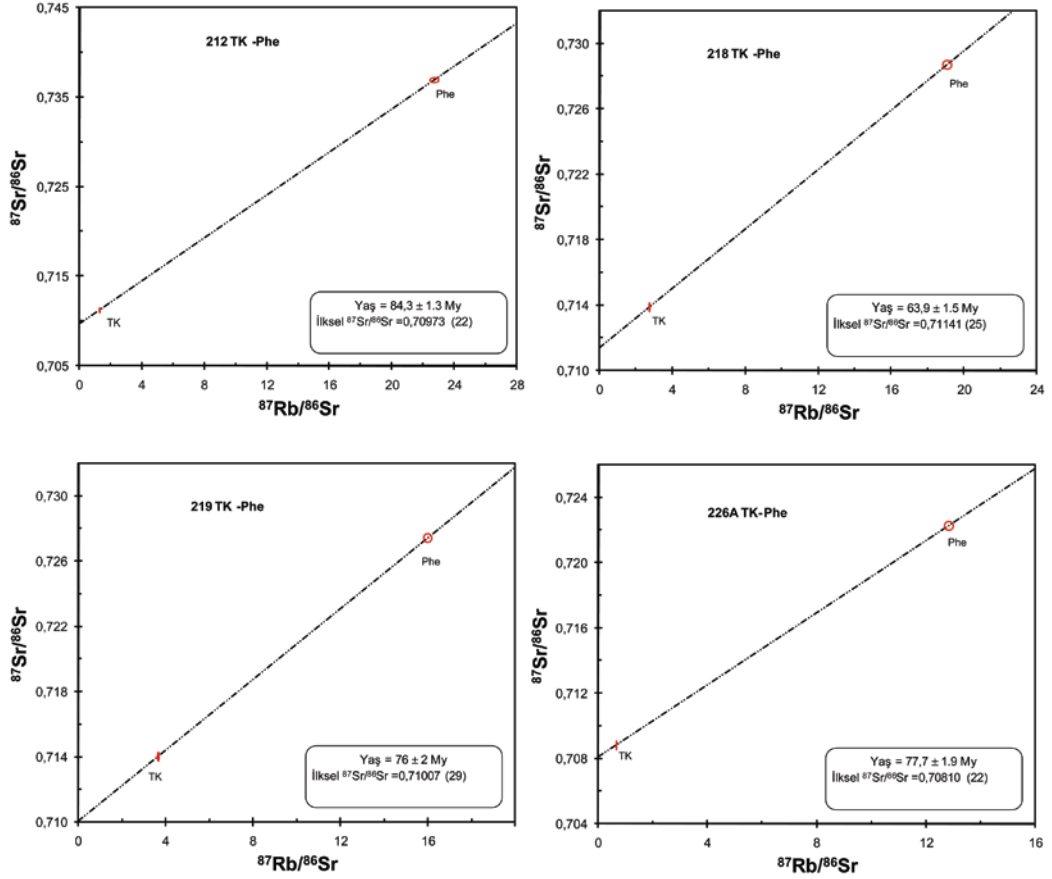 212 TK -Phe
0,745
0,735
0,725
0,715
0,705
⁸⁷Sr/⁸⁶Sr
Phe
TK
Yaş = 84,3 ± 1.3 My
İlksel ⁸⁷Sr/⁸⁶Sr =0,70973 (22)
0 4 8 12 16 20 24 28
⁸⁷Rb/⁸⁶Sr
218 TK -Phe
0,730
0,726
0,722
0,718
0,714
0,710
⁸⁷Sr/⁸⁶Sr
Phe
TK
Yaş = 63,9 ± 1.5 My
İlksel ⁸⁷Sr/⁸⁶Sr =0,71141 (25)
0 4 8 12 16 20 24
⁸⁷Rb/⁸⁶Sr
219 TK -Phe
0,730
0,726
0,722
0,718
0,714
0,710
⁸⁷Sr/⁸⁶Sr
Phe
TK
Yaş = 76 ± 2 My
İlksel ⁸⁷Sr/⁸⁶Sr =0,71007 (29)
0 4 8 12 16
⁸⁷Rb/⁸⁶Sr
226A TK-Phe
0,724
0,720
0,716
0,712
0,708
0,704
⁸⁷Sr/⁸⁶Sr
Phe
TK
Yaş = 77,7 ± 1.9 My
İlksel ⁸⁷Sr/⁸⁶Sr =0,70810 (22)
0 4 8 12 16
⁸⁷Rb/⁸⁶Sr